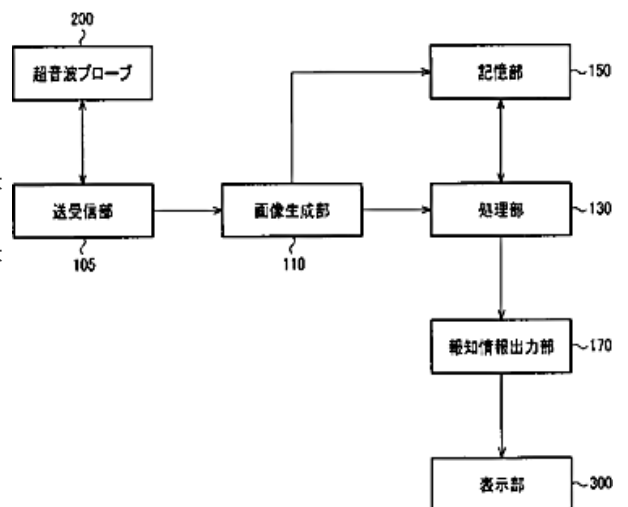 200
超音波プローブ
記憶部
150
送受信部
105
画像生成部
110
処理部
130
報知情報出力部
170
表示部
300